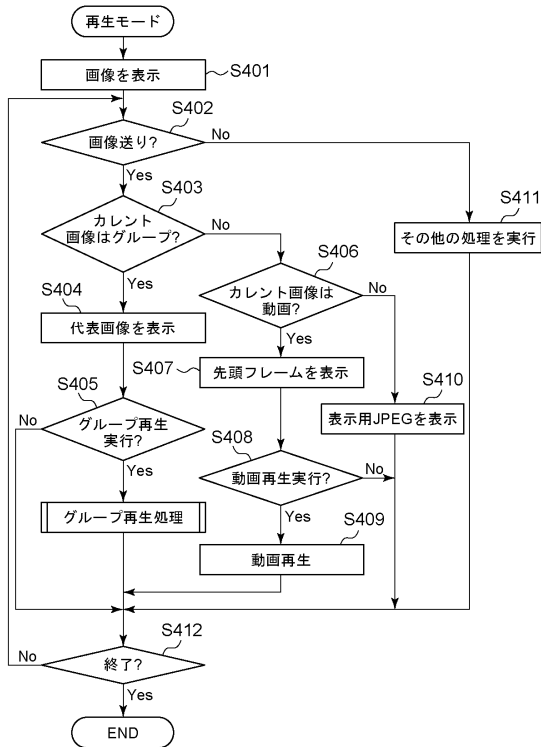 再生モード
画像を表示
S401
S402
画像送り?
No
Yes
S403
カレント
画像はグループ?
No
Yes
S411
その他の処理を実行
S406
カレント画像は
動画?
No
Yes
S404
代表画像を表示
S407
先頭フレームを表示
S410
表示用JPEGを表示
S405
グループ再生
実行?
No
Yes
S408
動画再生実行?
No
Yes
グループ再生処理
S409
動画再生
S412
終了?
No
Yes
END